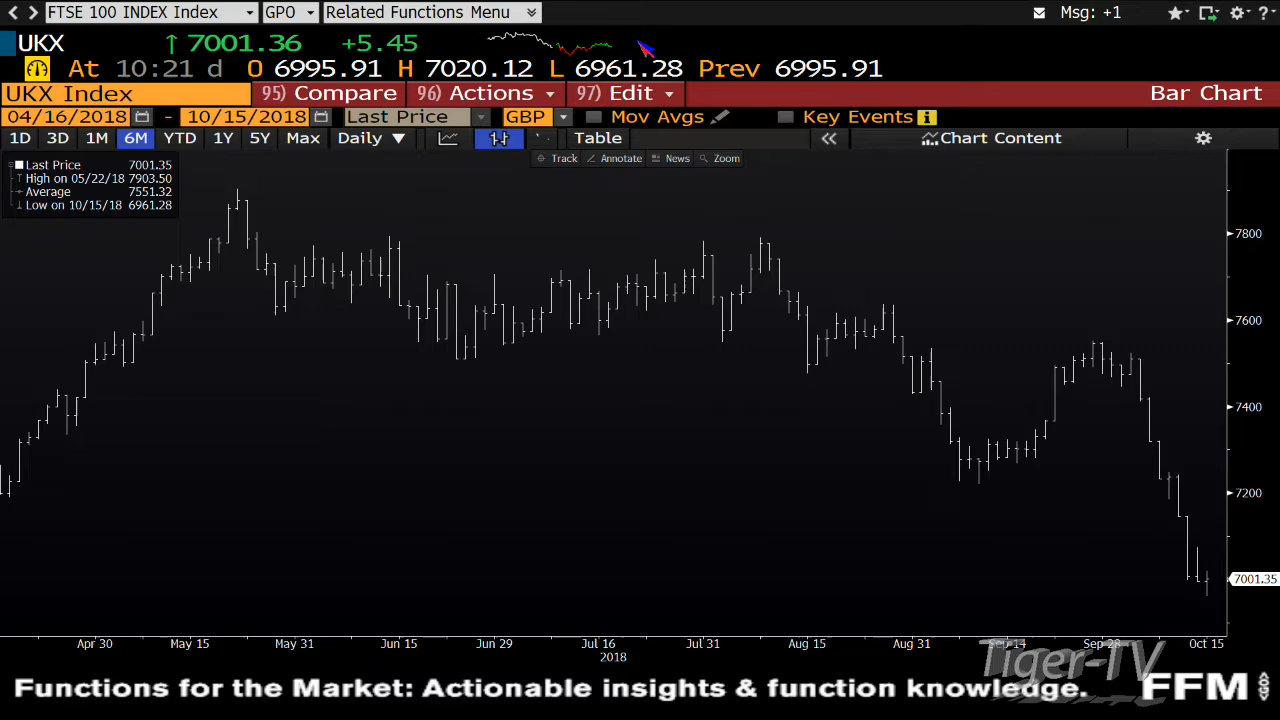 FTSE 100 INDEX Index GPO Related Functions Menu Msg: +1 ?
UKX ↑ 7001.36 +5.45
At 10:21 d O 6995.91 H 7020.12 L 6961.28 Prev 6995.91
UKX Index 95) Compare 96) Actions 97) Edit Bar Chart
04/16/2018 - 10/15/2018 Last Price GBP Mov Avgs Key Events i
1D 3D 1M 6M YTD 1Y 5Y Max Daily ▼ Table « Chart Content
Track Annotate News Zoom
Last Price 7001.35
High on 05/22/18 7903.50
Average 7551.32
Low on 10/15/18 6961.28
7800
7600
7400
7200
7001.35
Apr 30 May 15 May 31 Jun 15 Jun 29 Jul 16 Jul 31 Aug 15 Aug 31 Sep 14 Sep 28 Oct 15
2018
Tiger-TV
Functions for the Market: Actionable insights & function knowledge. FFM